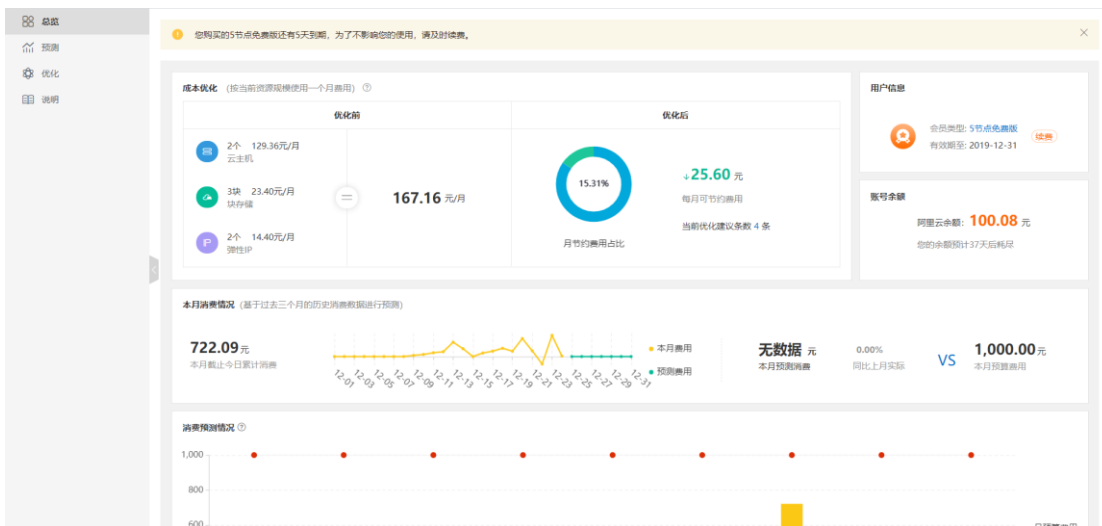 总览
预测
优化
说明
您购买的5节点免费版还有5天到期，为了不影响您的使用，请及时续费。
成本优化 (按当前资源规模使用一个月费用)
优化前
优化后
2个 129.36元/月
云主机
3块 23.40元/月
块存储
2个 14.40元/月
弹性IP
167.16 元/月
15.31%
月节约费用占比
↓25.60 元
每月可节约费用
当前优化建议条数 4 条
用户信息
会员类型: 5节点免费版
有效期至: 2019-12-31
续费
账号余额
阿里云余额: 100.08 元
您的余额预计37天后耗尽
本月消费情况 (基于过去三个月的历史消费数据进行预测)
722.09元
本月截止今日累计消费
12-01 12-03 12-05 12-07 12-09 12-11 12-13 12-15 12-17 12-19 12-21 12-23 12-25 12-27 12-29 12-31
本月费用
预测费用
无数据 元
本月预测消费
0.00%
同比上月实际
VS
1,000.00元
本月预算费用
消费预测情况
1,000
800
600